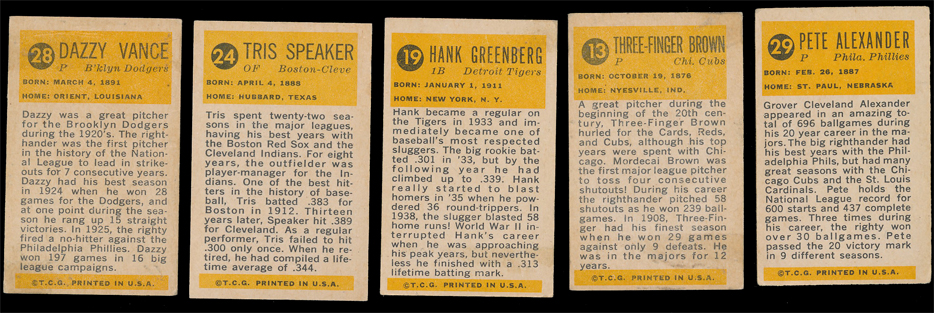 28
DAZZY VANCE
P B'klyn Dodgers
BORN: MARCH 4, 1891
HOME: ORIENT, LOUISIANA
Dazzy was a great pitcher
for the Brooklyn Dodgers
during the 1920's. The right-
hander was the first pitcher
in the history of the Nation-
al League to lead in strike-
outs for 7 consecutive years.
Dazzy had his best season
in 1924 when he won 28
games for the Dodgers, and
at one point during the sea-
son he rang up 15 straight
victories. In 1925, the righty
fired a no-hitter against the
Philadelphia Phillies. Dazzy
won 197 games in 16 big
league campaigns.
©T.C.G. PRINTED IN U.S.A.
24
TRIS SPEAKER
OF Boston-Cleve
BORN: APRIL 4, 1888
HOME: HUBBARD, TEXAS
Tris spent twenty-two sea-
sons in the major leagues,
having his best years with
the Boston Red Sox and the
Cleveland Indians. For eight
years, the outfielder was
player-manager for the In-
dians. One of the best hit-
ters in the history of base-
ball, Tris batted .383 for
Boston in 1912. Thirteen
years later, Speaker hit .389
for Cleveland. As a regular
performer, Tris failed to hit
.300 only once. When he re-
tired, he had compiled a life-
time average of .344.
©T.C.G. PRINTED IN U.S.A.
19
HANK GREENBERG
1B Detroit Tigers
BORN: JANUARY 1, 1911
HOME: NEW YORK, N. Y.
Hank became a regular on
the Tigers in 1933 and im-
mediately became one of
baseball's most respected
sluggers. The big rookie bat-
ted .301 in '33, but by the
following year he had
climbed up to .339. Hank
really started to blast
homers in '35 when he pow-
dered 36 round-trippers. In
1938, the slugger blasted 58
home runs! World War II in-
terrupted Hank's career
when he was approaching
his peak years, but neverthe-
less he finished with a .313
lifetime batting mark.
©T.C.G. PRINTED IN U.S.A.
13
THREE-FINGER BROWN
P Chi. Cubs
BORN: OCTOBER 19, 1876
HOME: NYESVILLE, IND.
A great pitcher during the
beginning of the 20th cen-
tury, Three-Finger Brown
hurled for the Cards, Reds,
and Cubs, although his top
years were spent with Chi-
cago. Mordecai Brown was
the first major league pitcher
to toss four consecutive
shutouts! During his career
the righthander pitched 58
shutouts as he won 239 ball-
games. In 1908, Three-Fin-
ger had his finest season
when he won 29 games
against only 9 defeats. He
was in the majors for 12
years.
©T.C.G. PRINTED IN U.S.A.
29
PETE ALEXANDER
P Phila. Phillies
BORN: FEB. 26, 1887
HOME: ST. PAUL, NEBRASKA
Grover Cleveland Alexander
appeared in an amazing to-
tal of 696 ballgames during
his 20 year career in the ma-
jors. The big righthander had
his best years with the Phil-
adelphia Phils, but had many
great seasons with the Chi-
cago Cubs and the St. Louis
Cardinals. Pete holds the
National League record for
600 starts and 437 complete
games. Three times during
his career, the righty won
over 30 ballgames. Pete
passed the 20 victory mark
in 9 different seasons.
©T.C.G. PRINTED IN U.S.A.